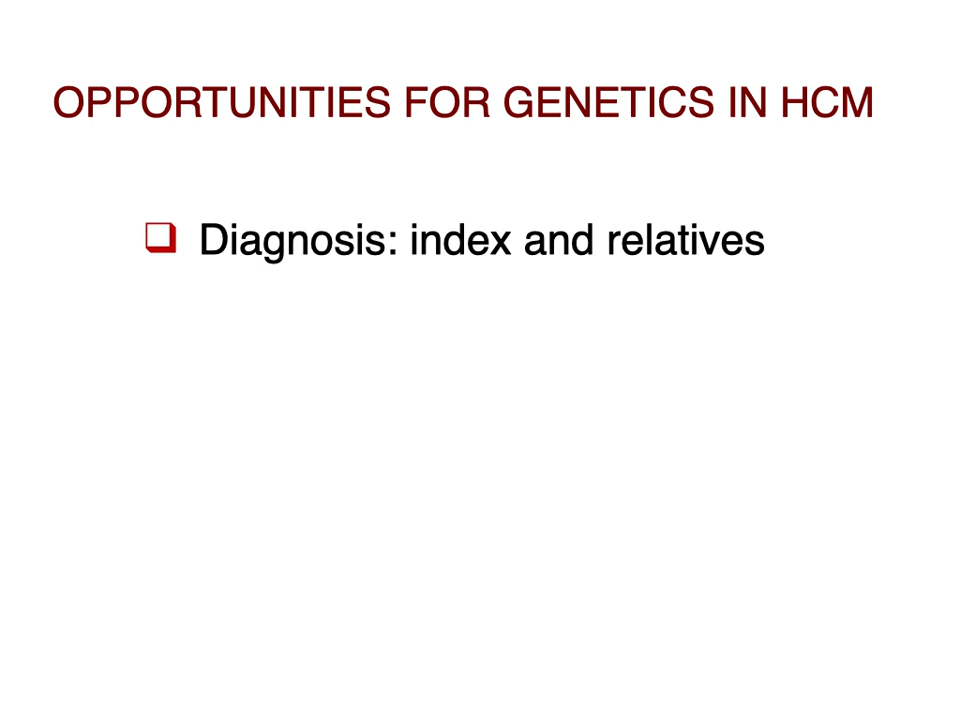 OPPORTUNITIES FOR GENETICS IN HCM
❑ Diagnosis: index and relatives